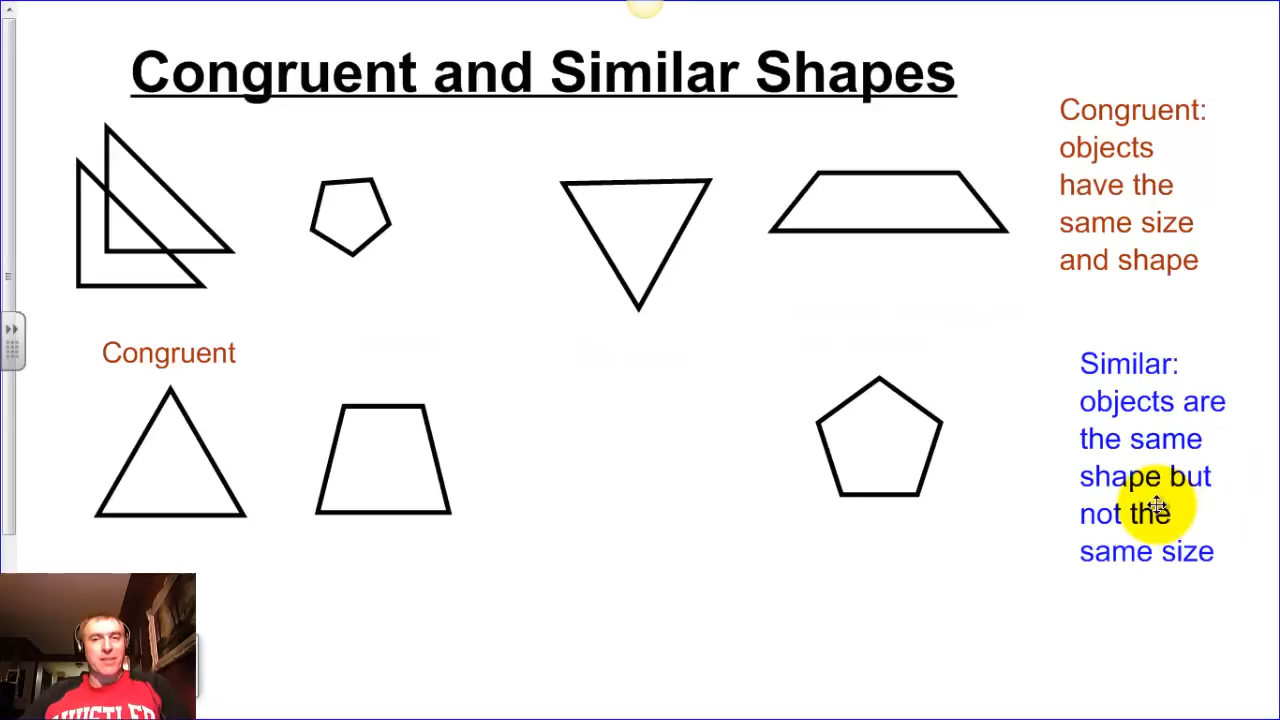 Congruent and Similar Shapes
Congruent:
objects
have the
same size
and shape
Congruent
Similar:
objects are
the same
shape but
not the
same size
WHISTLER